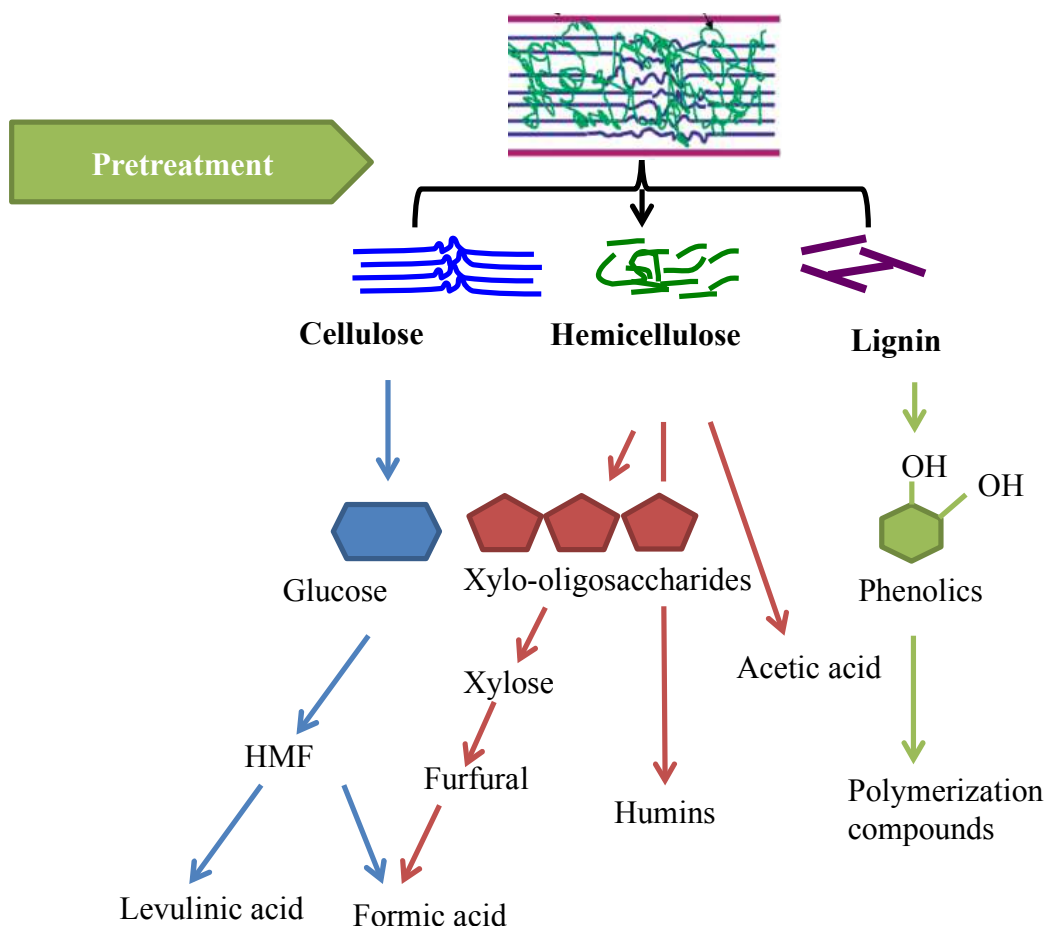 Pretreatment
Cellulose
Hemicellulose
Lignin
OH
OH
Glucose
Xylo-oligosaccharides
Phenolics
Xylose
Acetic acid
HMF
Furfural
Humins
Polymerization
compounds
Levulinic acid
Formic acid